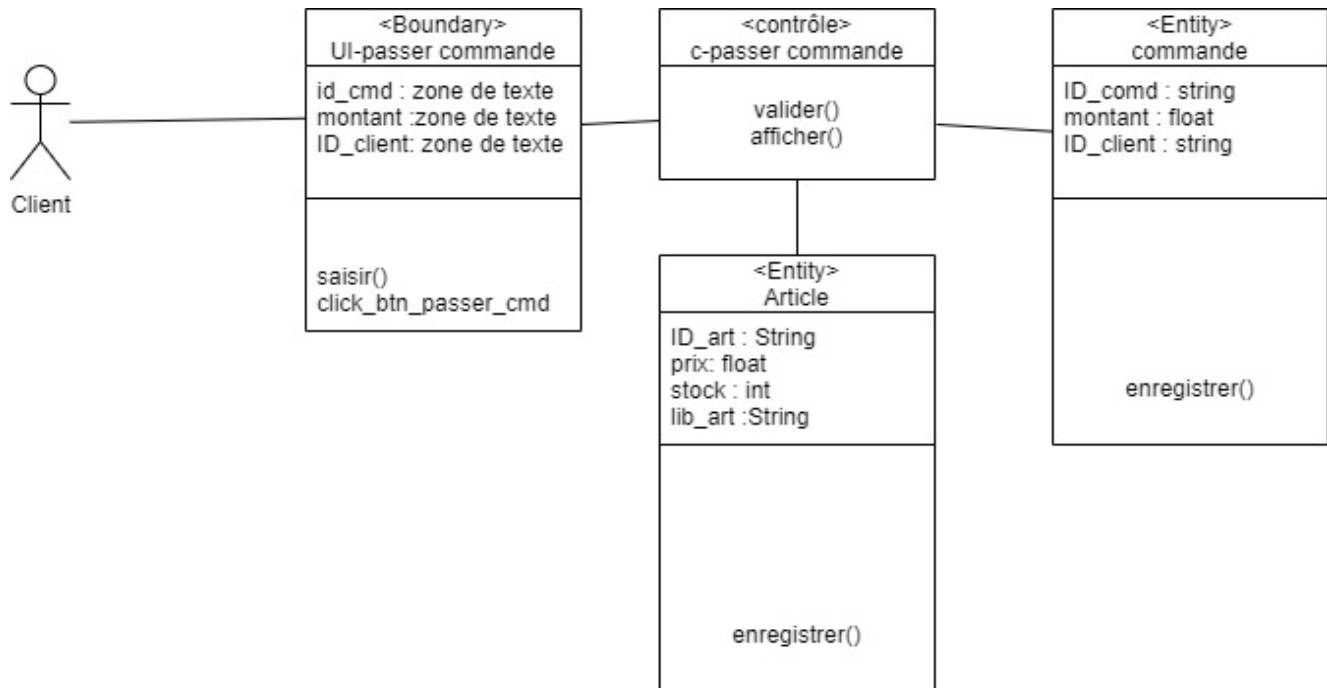 Client
<Boundary>
UI-passer commande
id_cmd : zone de texte
montant :zone de texte
ID_client: zone de texte
saisir()
click_btn_passer_cmd
<contrôle>
c-passer commande
valider()
afficher()
<Entity>
Article
ID_art : String
prix: float
stock : int
lib_art :String
enregistrer()
<Entity>
commande
ID_comd : string
montant : float
ID_client : string
enregistrer()